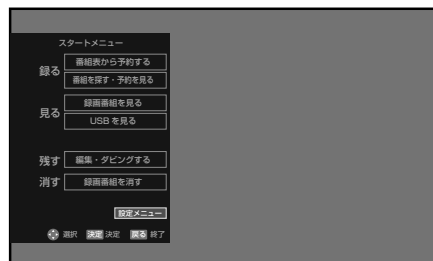 スタートメニュー
録る
番組表から予約する
番組を探す・予約を見る
見る
録画番組を見る
USBを見る
残す 編集・ダビングする
消す 録画番組を消す
設定メニュー
選択 決定 決定 戻る 終了